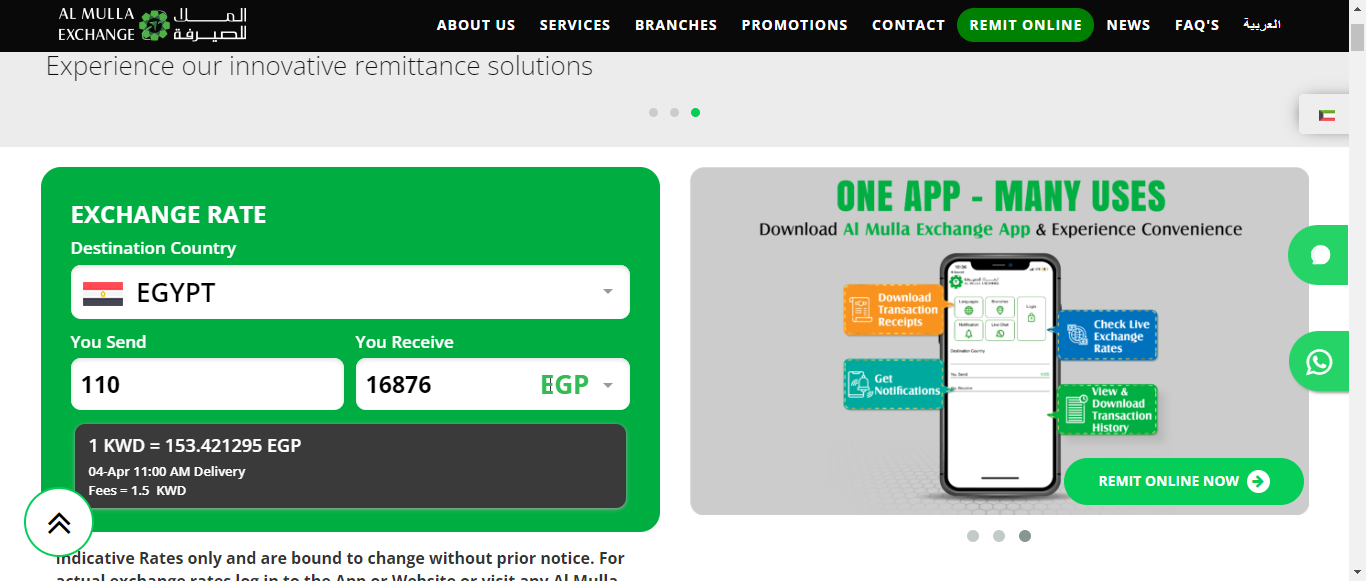 AL MULLA
EXCHANGE
الملا
للصيرفة
ABOUT US
SERVICES
BRANCHES
PROMOTIONS
CONTACT
REMIT ONLINE
NEWS
FAQ'S
العربية
Experience our innovative remittance solutions
EXCHANGE RATE
Destination Country
EGYPT
You Send
You Receive
110
16876
EGP
1 KWD = 153.421295 EGP
04-Apr 11:00 AM Delivery
Fees = 1.5 KWD
Indicative Rates only and are bound to change without prior notice. For
actual exchange rates log in to the App or Website or visit any Al Mulla
ONE APP - MANY USES
Download Al Mulla Exchange App & Experience Convenience
Download
Transaction
Receipts
Get
Notifications
Languages
Branches
Login
Notification
Live Chat
Destination Country
You Send
You Receive
Check Live
Exchange
Rates
View &
Download
Transaction
History
REMIT ONLINE NOW